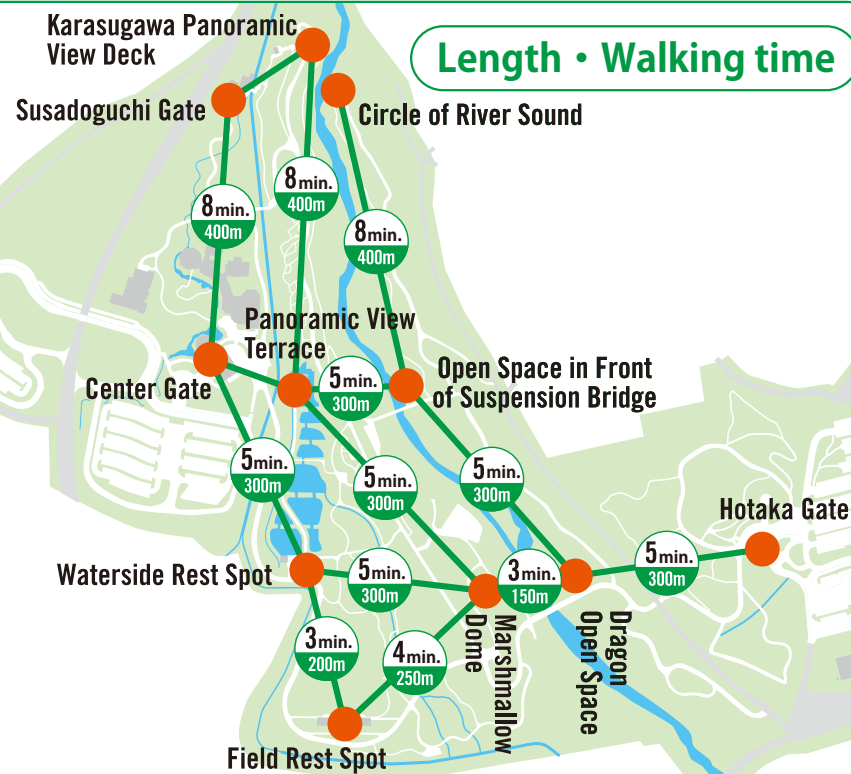 Karasugawa Panoramic
View Deck
Length・Walking time
Susadoguchi Gate
Circle of River Sound
8min.
400m
8min.
400m
8min.
400m
Panoramic View
Terrace
Center Gate
5min.
300m
Open Space in Front
of Suspension Bridge
5min.
300m
5min.
300m
5min.
300m
Hotaka Gate
Waterside Rest Spot
5min.
300m
3min.
150m
5min.
300m
Marshmallow
Dome
Dragon
Open Space
3min.
200m
4min.
250m
Field Rest Spot